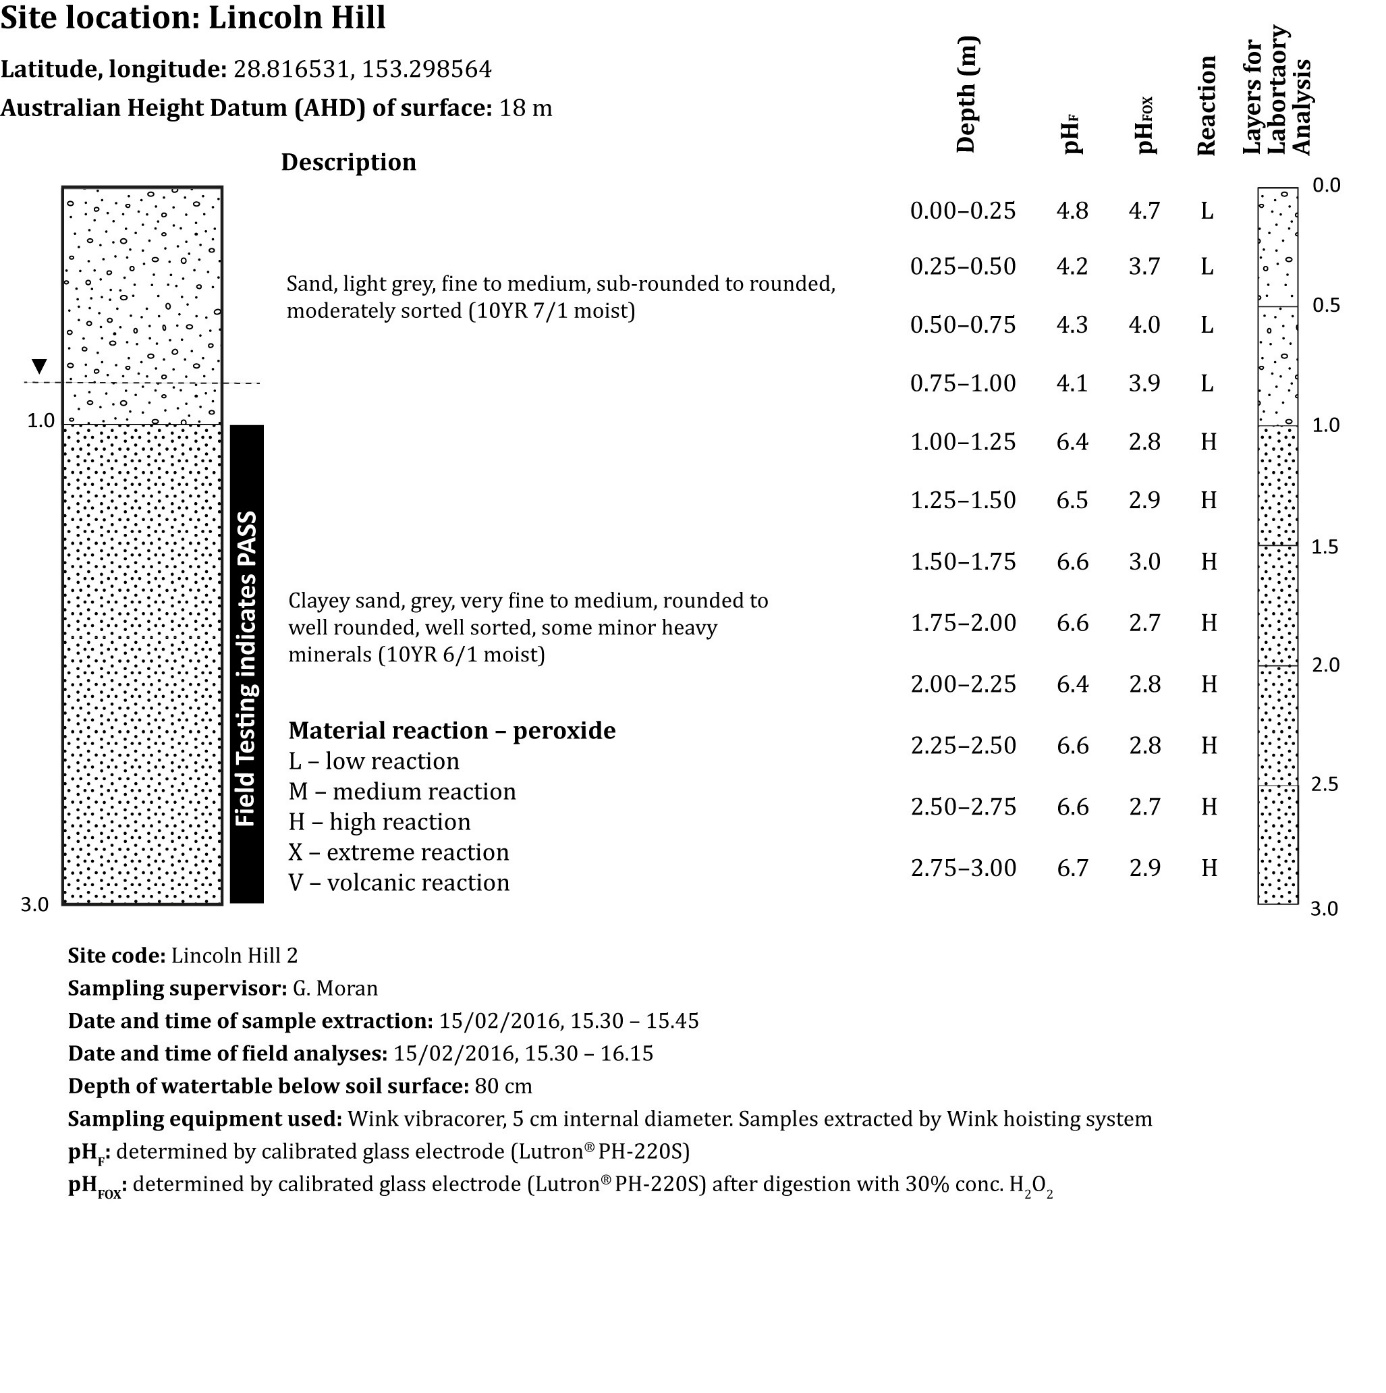 Site location: Lincoln Hill
Latitude, longitude: 28.816531, 153.298564
Australian Height Datum (AHD) of surface: 18 m
Description
Depth (m)
pHF
pHFOX
Reaction
Layers for
Labortaory
Analysis
1.0
3.0
Sand, light grey, fine to medium, sub-rounded to rounded,
moderately sorted (10YR 7/1 moist)
Field Testing indicates PASS
Clayey sand, grey, very fine to medium, rounded to
well rounded, well sorted, some minor heavy
minerals (10YR 6/1 moist)
Material reaction – peroxide
L – low reaction
M – medium reaction
H – high reaction
X – extreme reaction
V – volcanic reaction
0.00–0.25 4.8 4.7 L
0.25–0.50 4.2 3.7 L
0.50–0.75 4.3 4.0 L
0.75–1.00 4.1 3.9 L
1.00–1.25 6.4 2.8 H
1.25–1.50 6.5 2.9 H
1.50–1.75 6.6 3.0 H
1.75–2.00 6.6 2.7 H
2.00–2.25 6.4 2.8 H
2.25–2.50 6.6 2.8 H
2.50–2.75 6.6 2.7 H
2.75–3.00 6.7 2.9 H
0.0
0.5
1.0
1.5
2.0
2.5
3.0
Site code: Lincoln Hill 2
Sampling supervisor: G. Moran
Date and time of sample extraction: 15/02/2016, 15.30 – 15.45
Date and time of field analyses: 15/02/2016, 15.30 – 16.15
Depth of watertable below soil surface: 80 cm
Sampling equipment used: Wink vibracorer, 5 cm internal diameter. Samples extracted by Wink hoisting system
pHF: determined by calibrated glass electrode (Lutron® PH-220S)
pHFOX: determined by calibrated glass electrode (Lutron® PH-220S) after digestion with 30% conc. H2O2